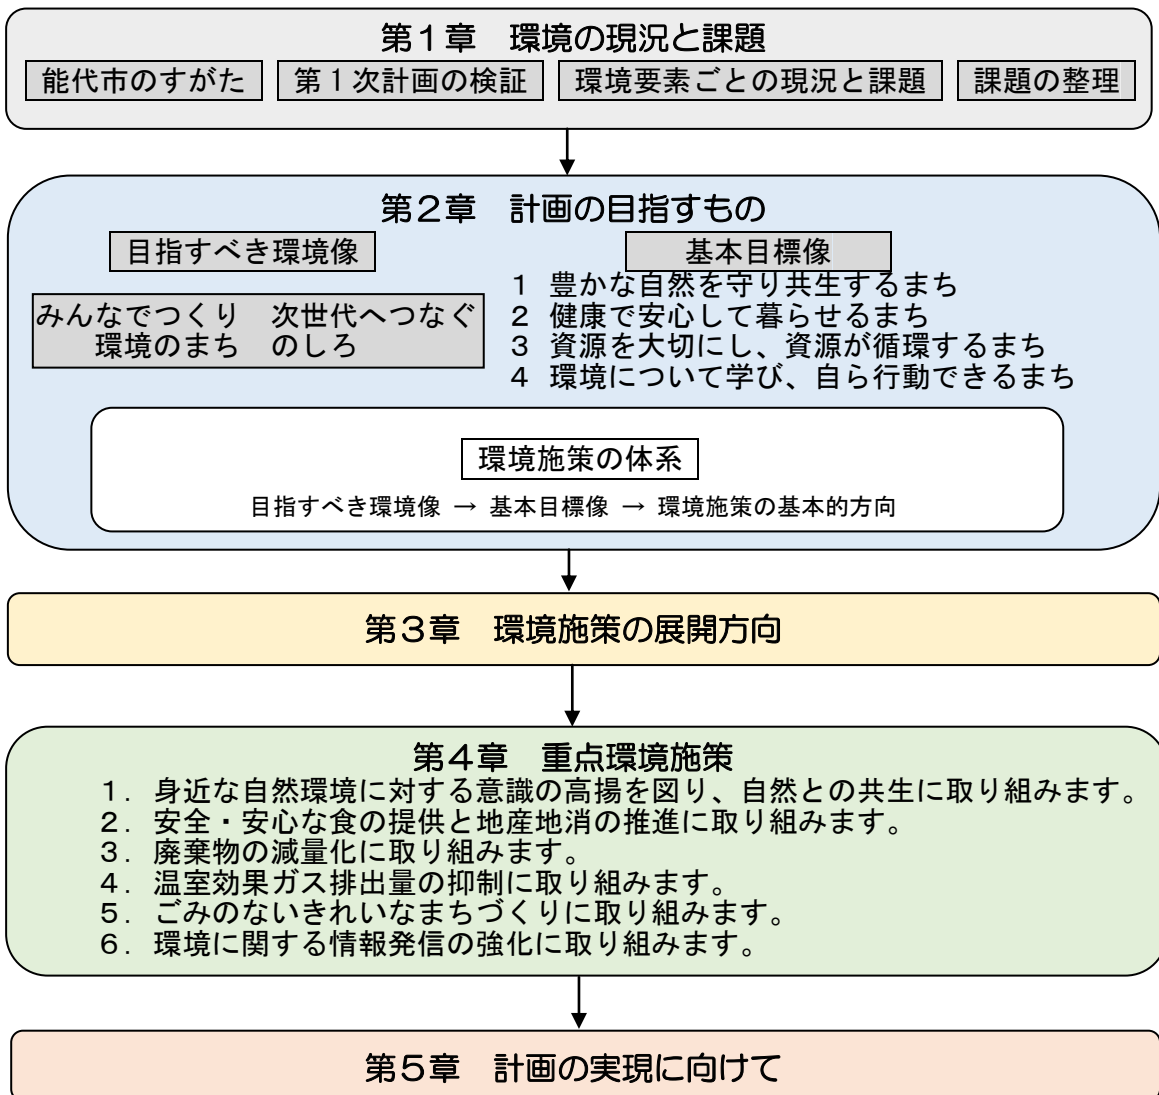 第１章　環境の現況と課題
能代市のすがた　第１次計画の検証　環境要素ごとの現況と課題　課題の整理
第２章　計画の目指すもの
目指すべき環境像
みんなでつくり　次世代へつなぐ
環境のまち　のしろ
基本目標像
１ 豊かな自然を守り共生するまち
２ 健康で安心して暮らせるまち
３ 資源を大切にし、資源が循環するまち
４ 環境について学び、自ら行動できるまち
環境施策の体系
目指すべき環境像 → 基本目標像 → 環境施策の基本的方向
第３章　環境施策の展開方向
第４章　重点環境施策
１．身近な自然環境に対する意識の高揚を図り、自然との共生に取り組みます。
２．安全・安心な食の提供と地産地消の推進に取り組みます。
３．廃棄物の減量化に取り組みます。
４．温室効果ガス排出量の抑制に取り組みます。
５．ごみのないきれいなまちづくりに取り組みます。
６．環境に関する情報発信の強化に取り組みます。
第５章　計画の実現に向けて